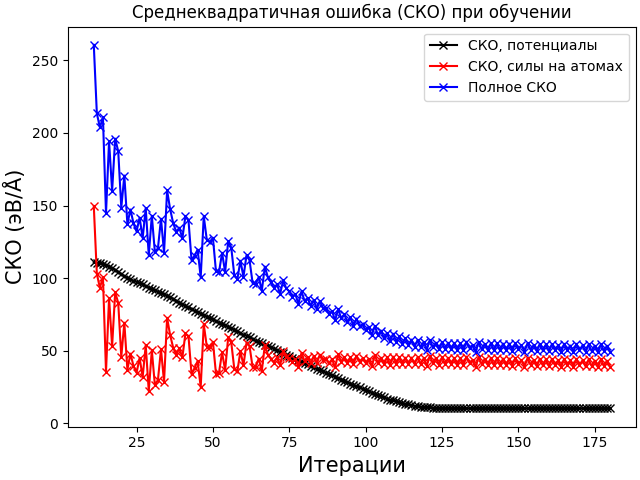 Среднеквадратичная ошибка (СКО) при обучении
СКО, потенциалы
СКО, силы на атомах
Полное СКО
СКО (эВ/Å)
250
200
150
100
50
0
25
50
75
100
125
150
175
Итерации